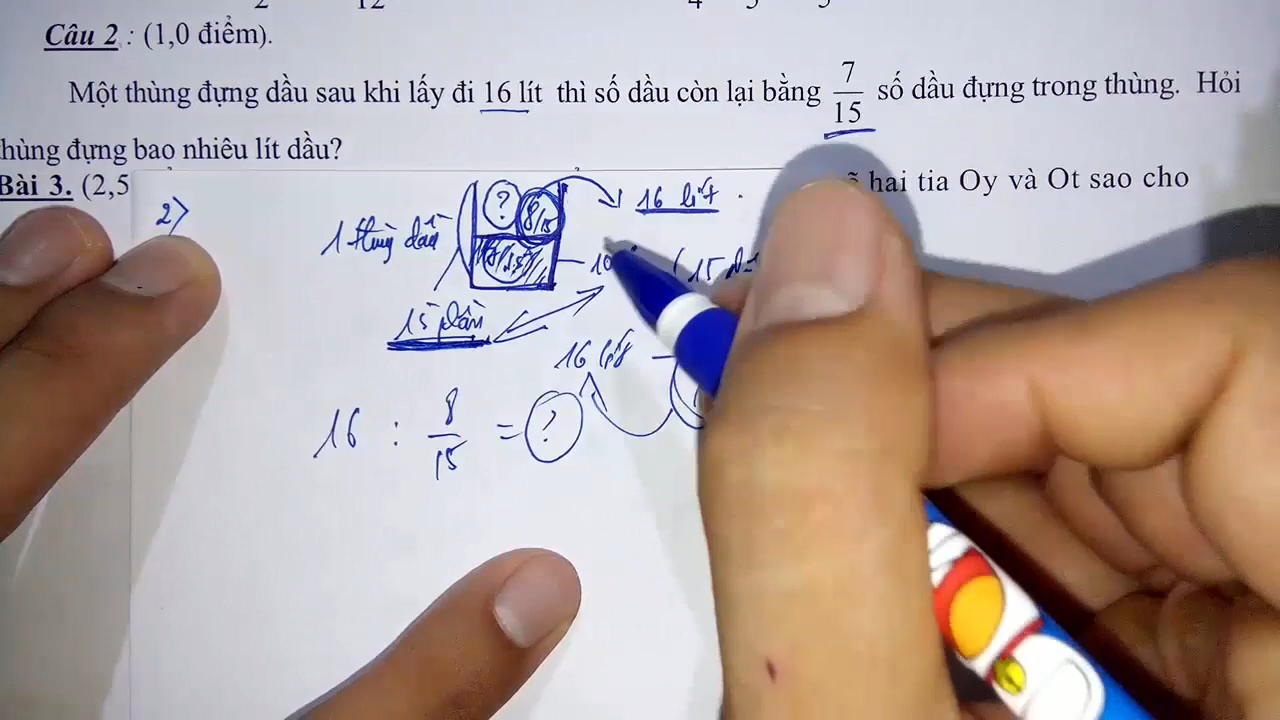 Câu 2 : (1,0 điểm).
Một thùng đựng dầu sau khi lấy đi 16 lít thì số dầu còn lại bằng 7/15 số dầu đựng trong thùng. Hỏi
hùng đựng bao nhiêu lít dầu?
Bài 3. (2,5 hai tia Oy và Ot sao cho
2)
? 8/15 16 lít.
1 thùng dầu
15 phần
16 lít
16 : 8/15 = ?